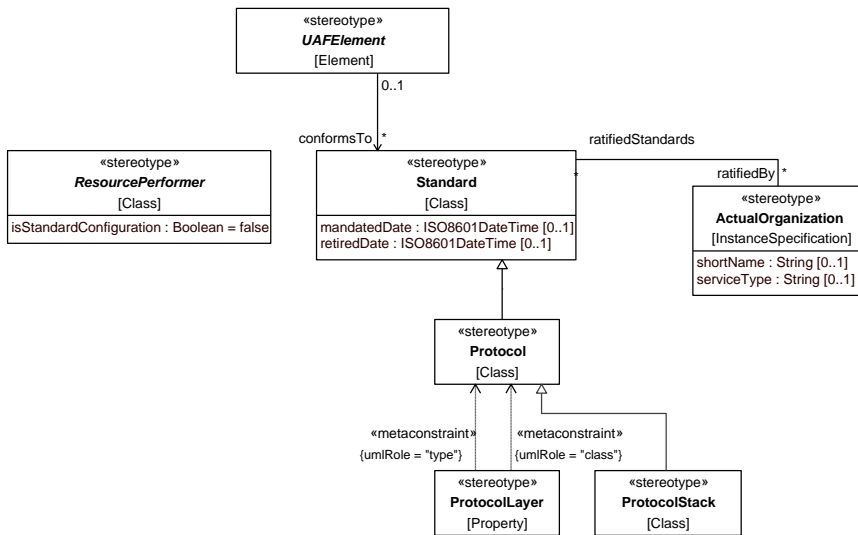 «stereotype»
UAFElement
[Element]
0..1
conformsTo *
«stereotype»
ResourcePerformer
[Class]
isStandardConfiguration : Boolean = false
«stereotype»
Standard
[Class]
mandatedDate : ISO8601DateTime [0..1]
retiredDate : ISO8601DateTime [0..1]
ratifiedStandards
*
ratifiedBy *
«stereotype»
ActualOrganization
[InstanceSpecification]
shortName : String [0..1]
serviceType : String [0..1]
«stereotype»
Protocol
[Class]
«metaconstraint»
{umlRole = "type"}
«metaconstraint»
{umlRole = "class"}
«stereotype»
ProtocolLayer
[Property]
«stereotype»
ProtocolStack
[Class]